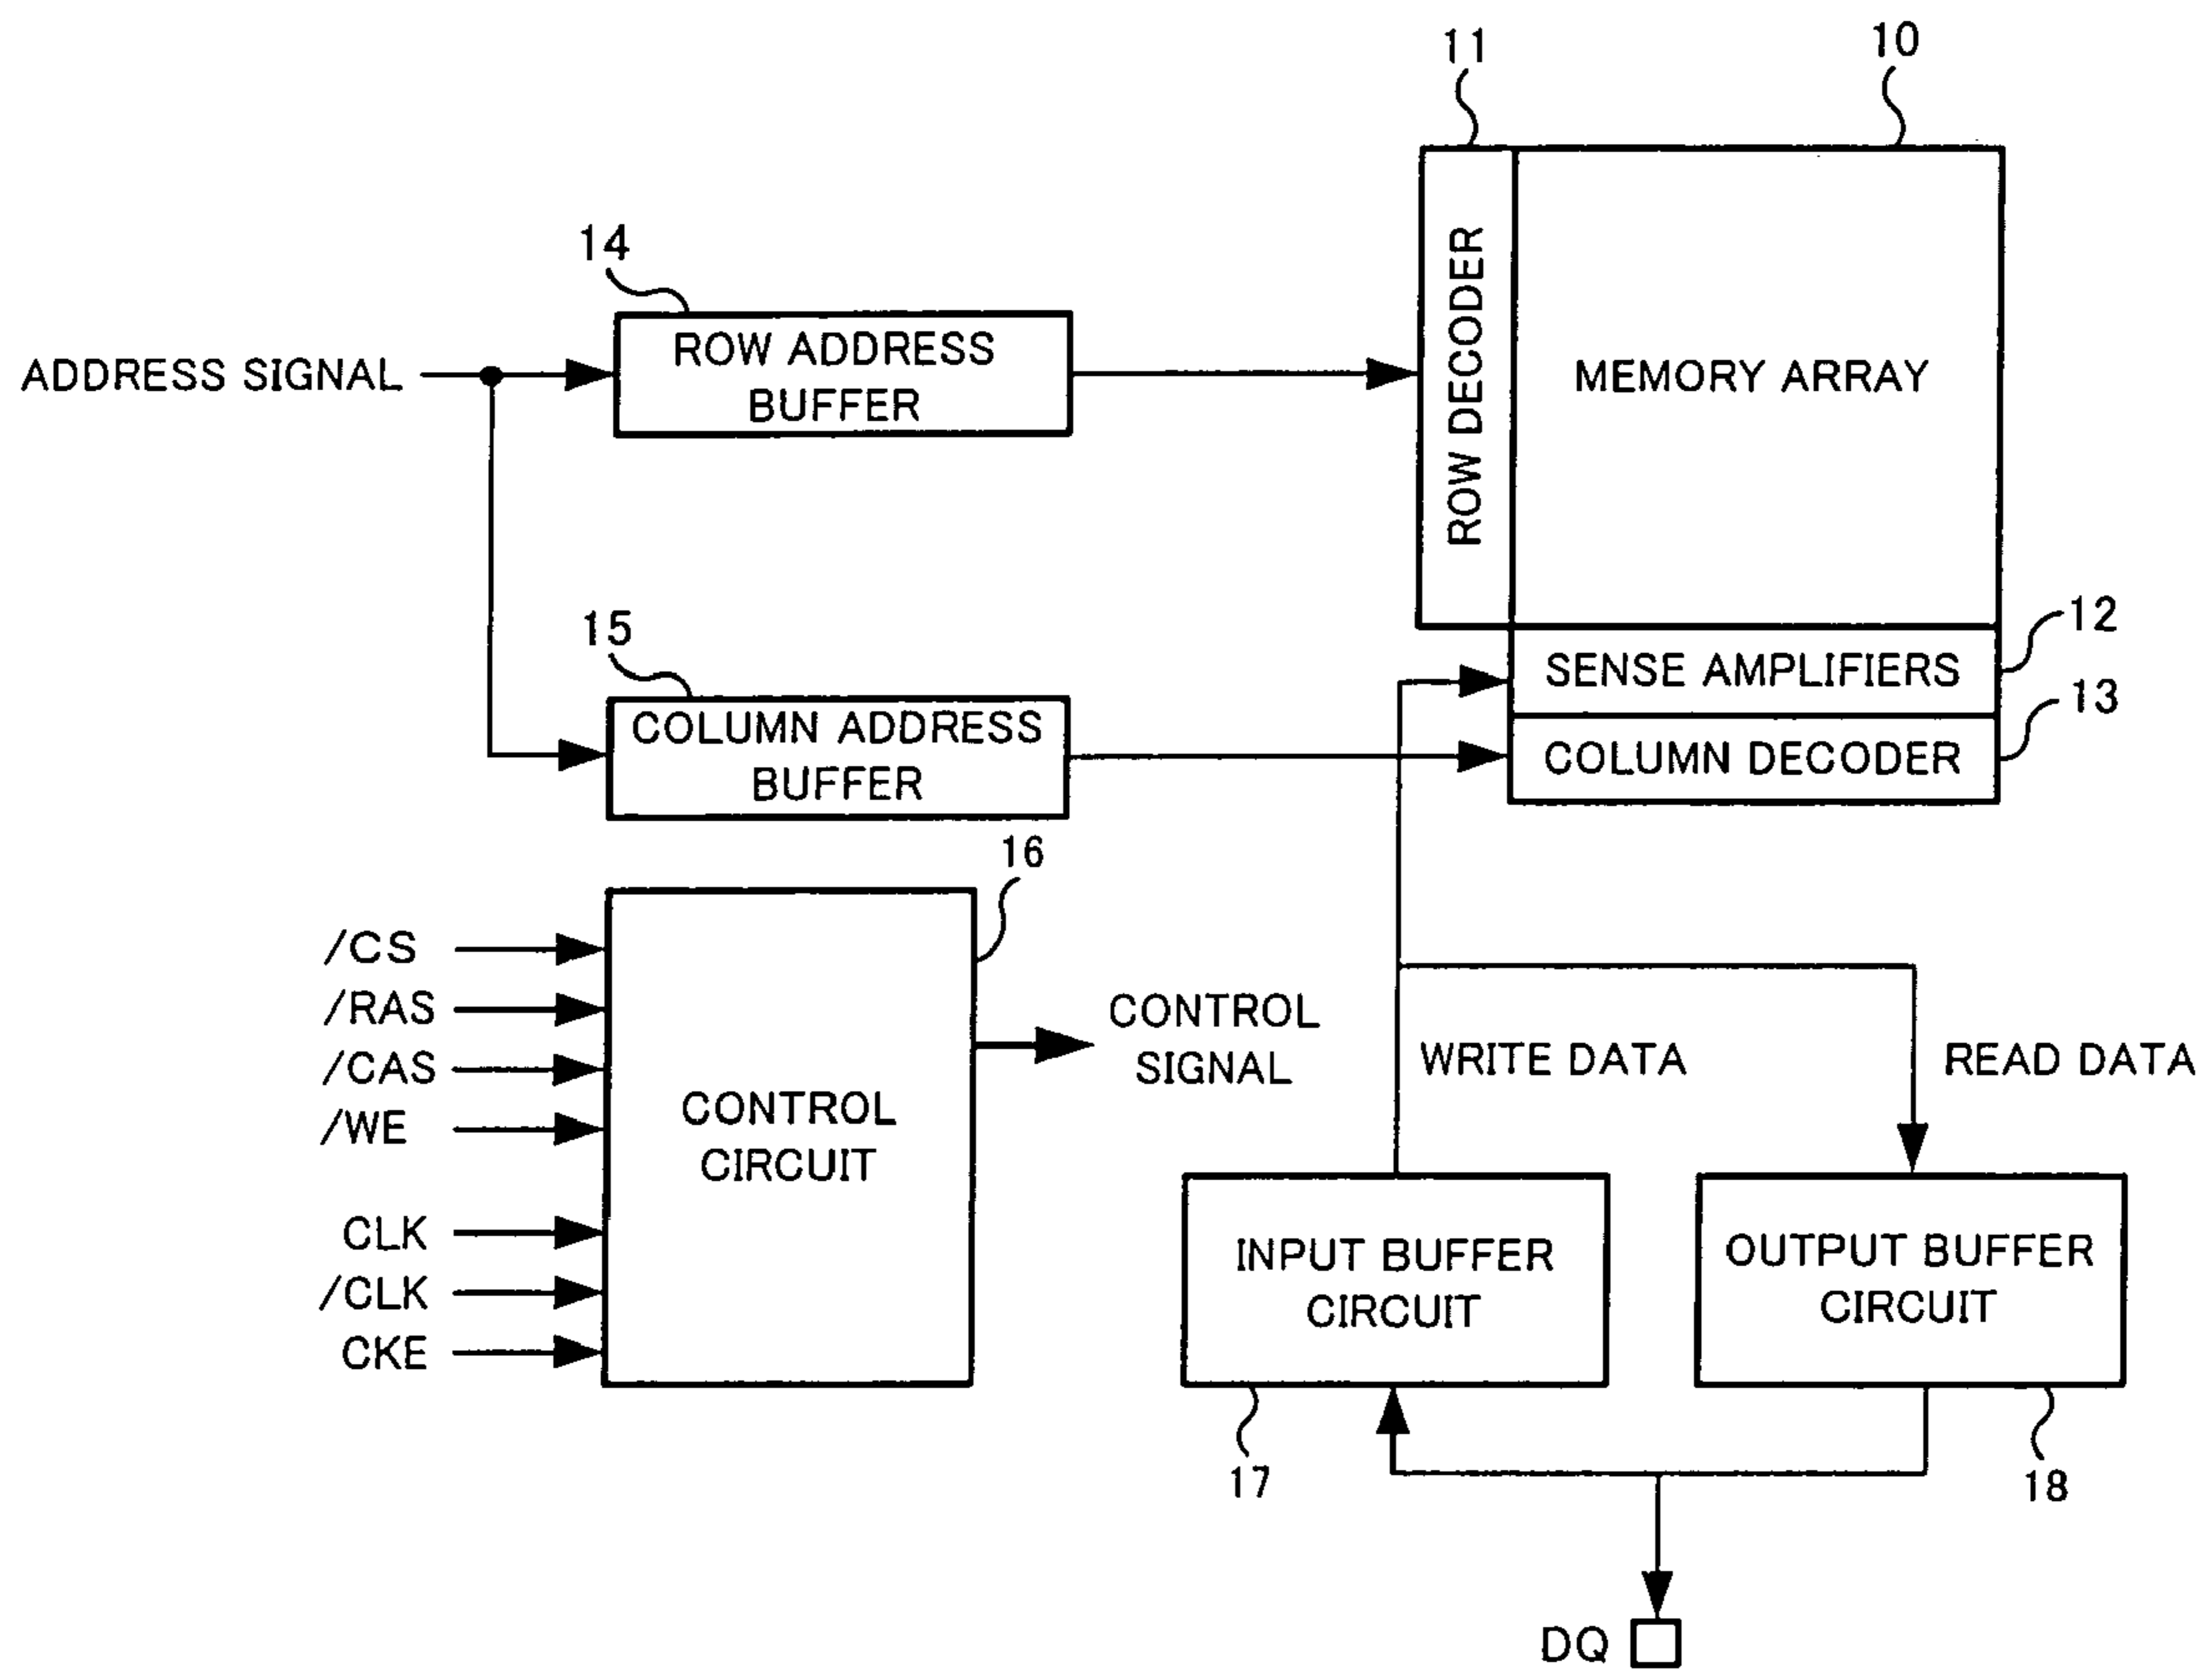 11
10
14
ROW DECODER
ROW ADDRESS
BUFFER
ADDRESS SIGNAL
MEMORY ARRAY
15
12
SENSE AMPLIFIERS
13
COLUMN ADDRESS
BUFFER
COLUMN DECODER
16
/CS
/RAS
/CAS
/WE
CLK
/CLK
CKE
CONTROL
CIRCUIT
CONTROL
SIGNAL
WRITE DATA
READ DATA
INPUT BUFFER
CIRCUIT
OUTPUT BUFFER
CIRCUIT
17
18
DQ